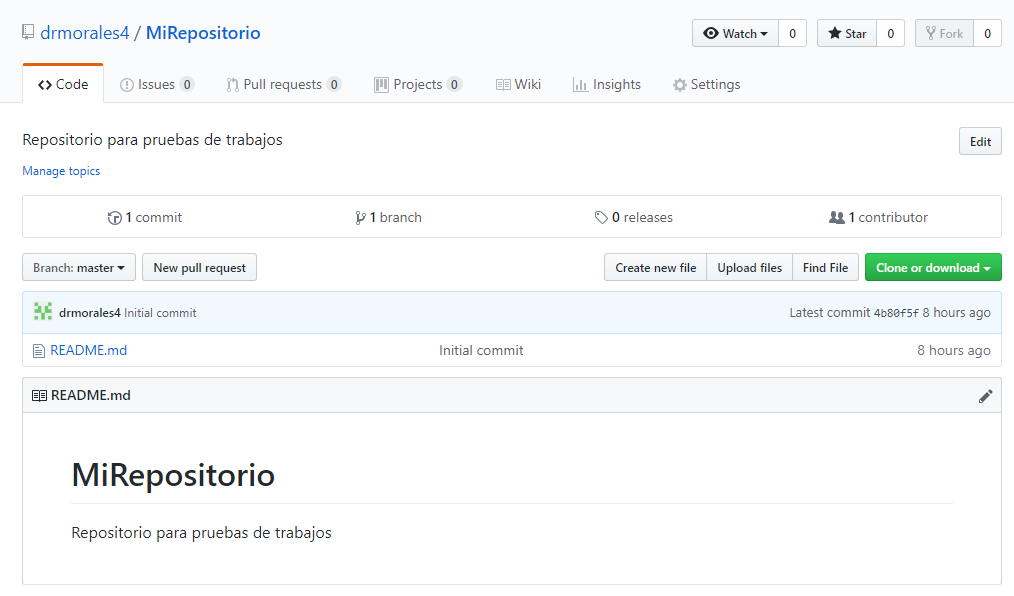 drmorales4 / MiRepositorio
Watch 0 Star 0 Fork 0
Code Issues 0 Pull requests 0 Projects 0 Wiki Insights Settings
Repositorio para pruebas de trabajos
Edit
Manage topics
1 commit 1 branch 0 releases 1 contributor
Branch: master New pull request Create new file Upload files Find File Clone or download
drmorales4 Initial commit Latest commit 4b80f5f 8 hours ago
README.md Initial commit 8 hours ago
README.md
MiRepositorio
Repositorio para pruebas de trabajos